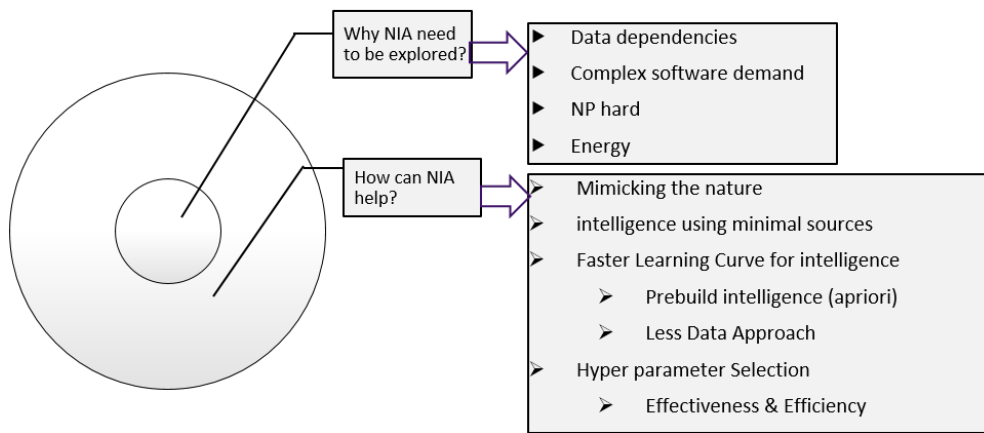 Why NIA need
to be explored?
Data dependencies
Complex software demand
NP hard
Energy
How can NIA
help?
Mimicking the nature
intelligence using minimal sources
Faster Learning Curve for intelligence
Prebuild intelligence (apriori)
Less Data Approach
Hyper parameter Selection
Effectiveness & Efficiency